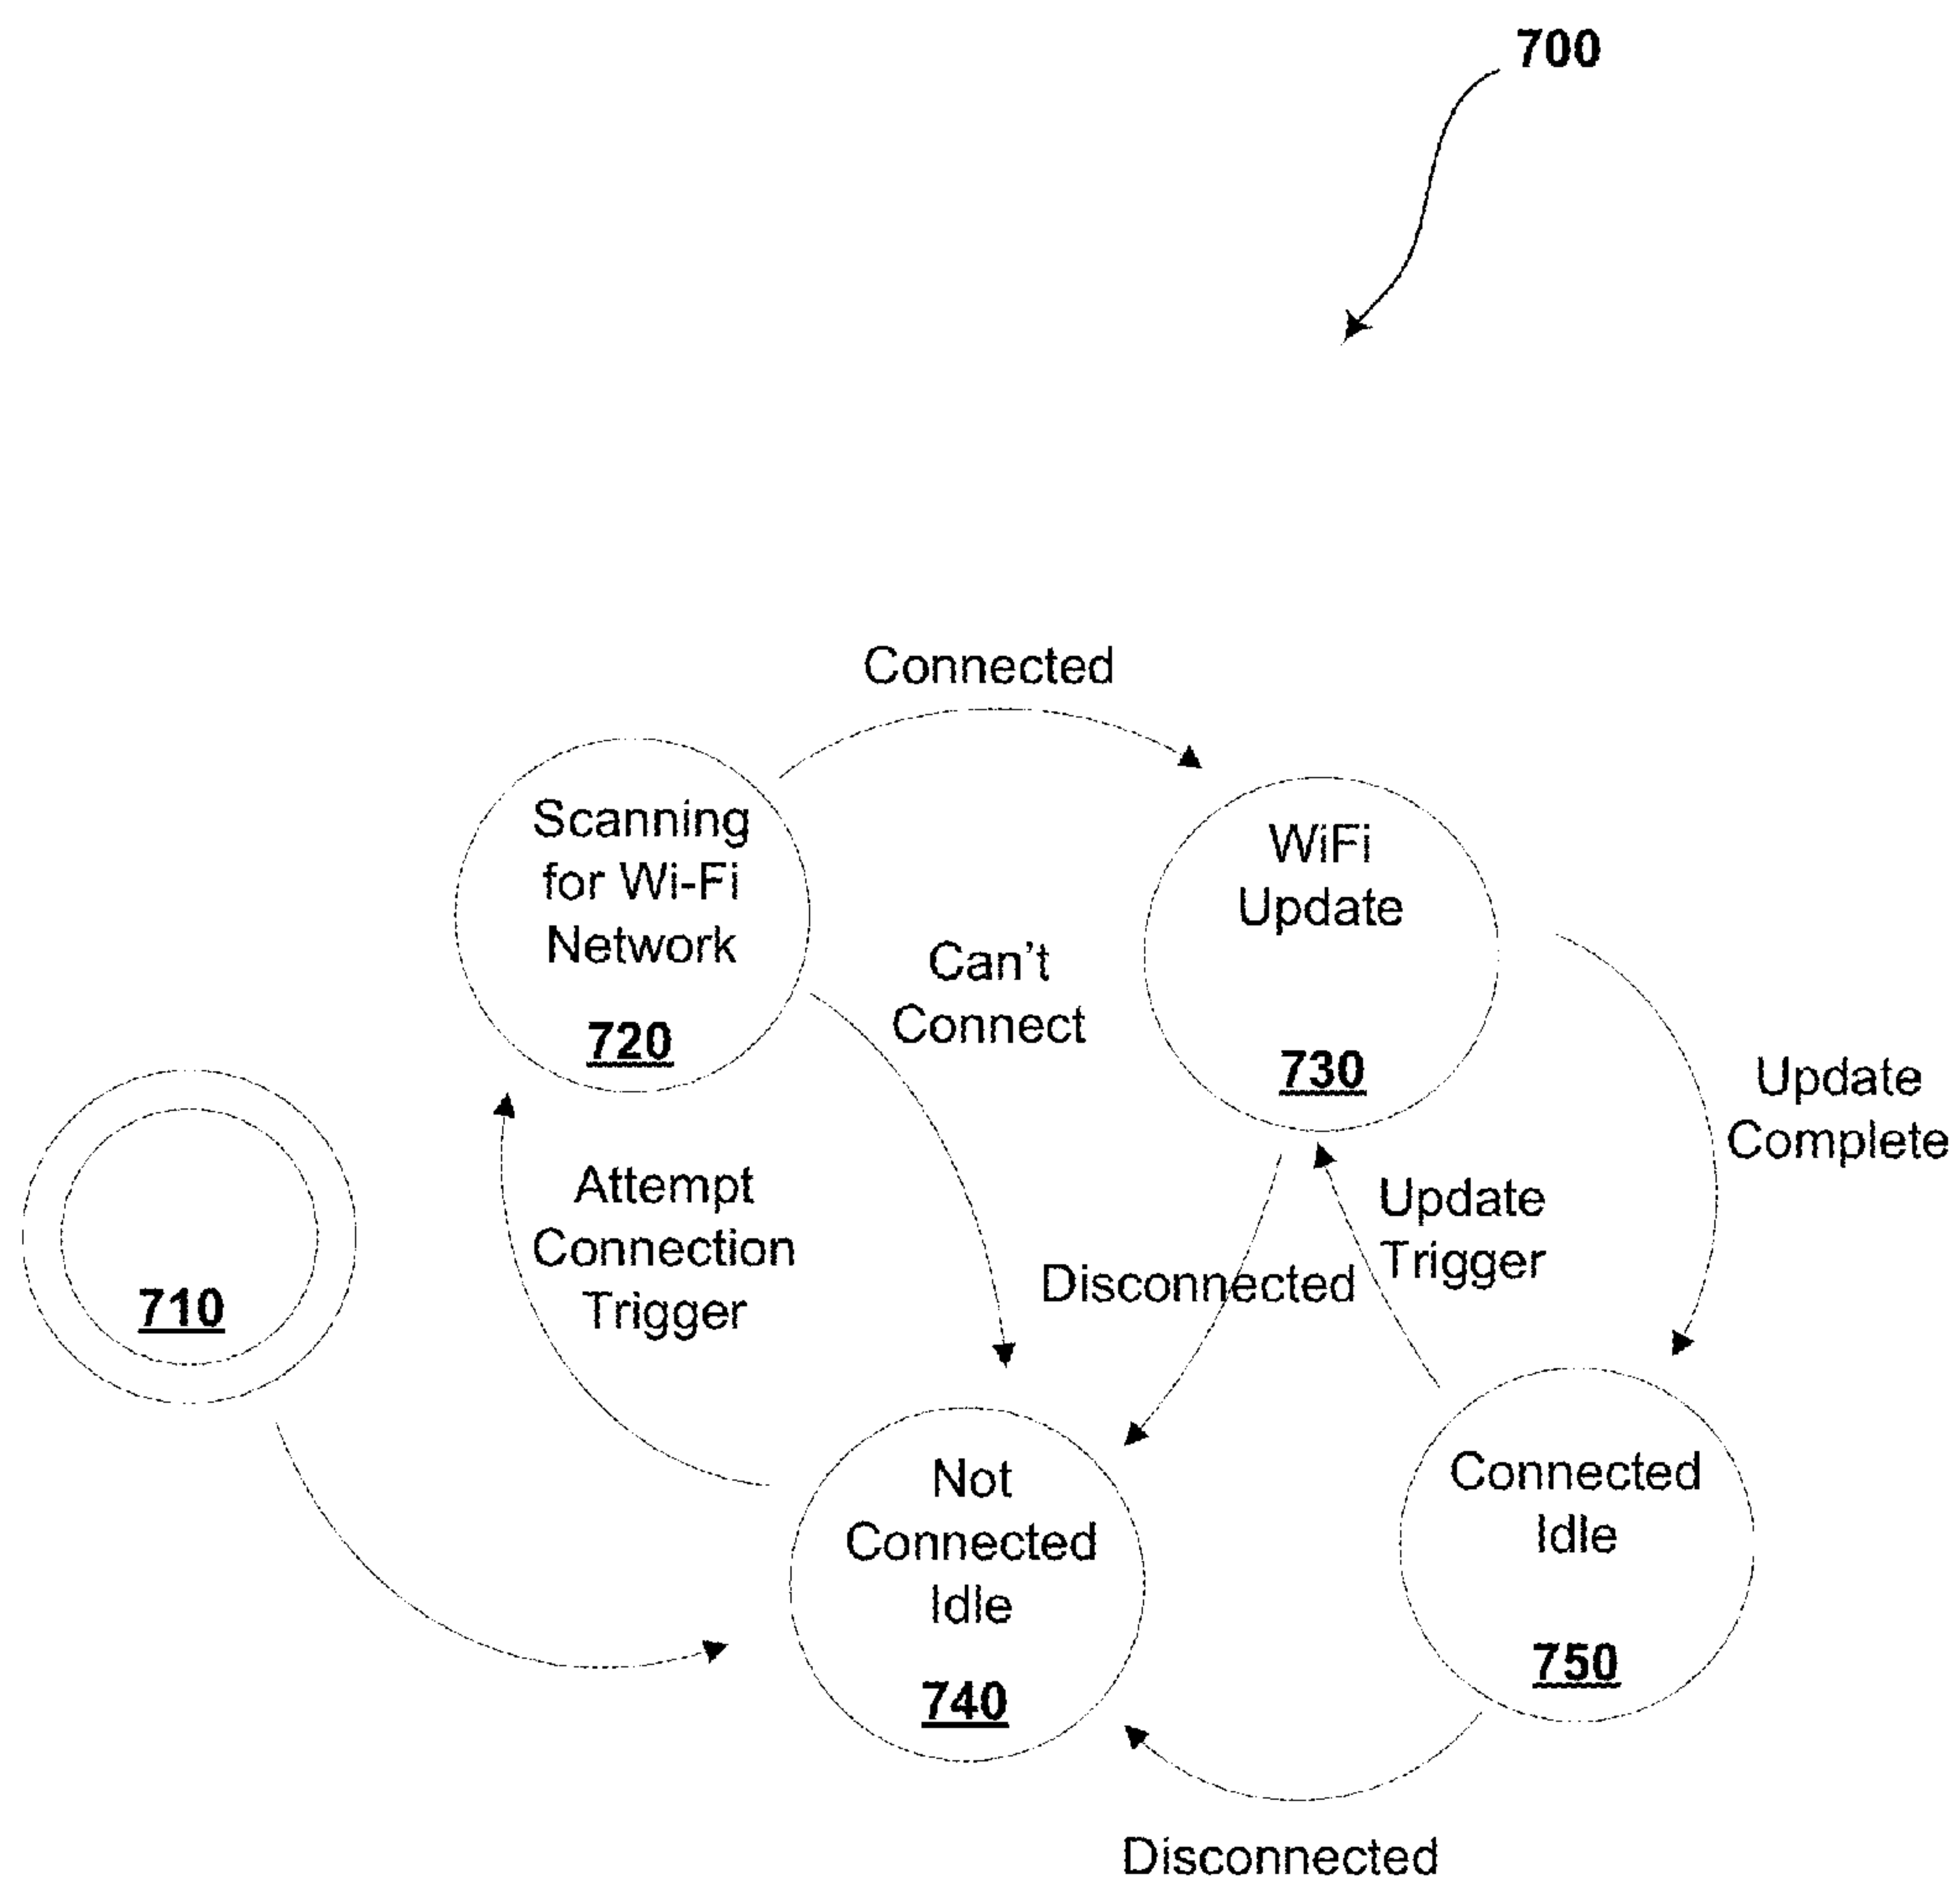 700
Connected
Scanning
for Wi-Fi
Network
720
WiFi
Update
730
Can't
Connect
Update
Complete
710
Attempt
Connection
Trigger
Disconnected
Update
Trigger
Not
Connected
Idle
740
Connected
Idle
750
Disconnected